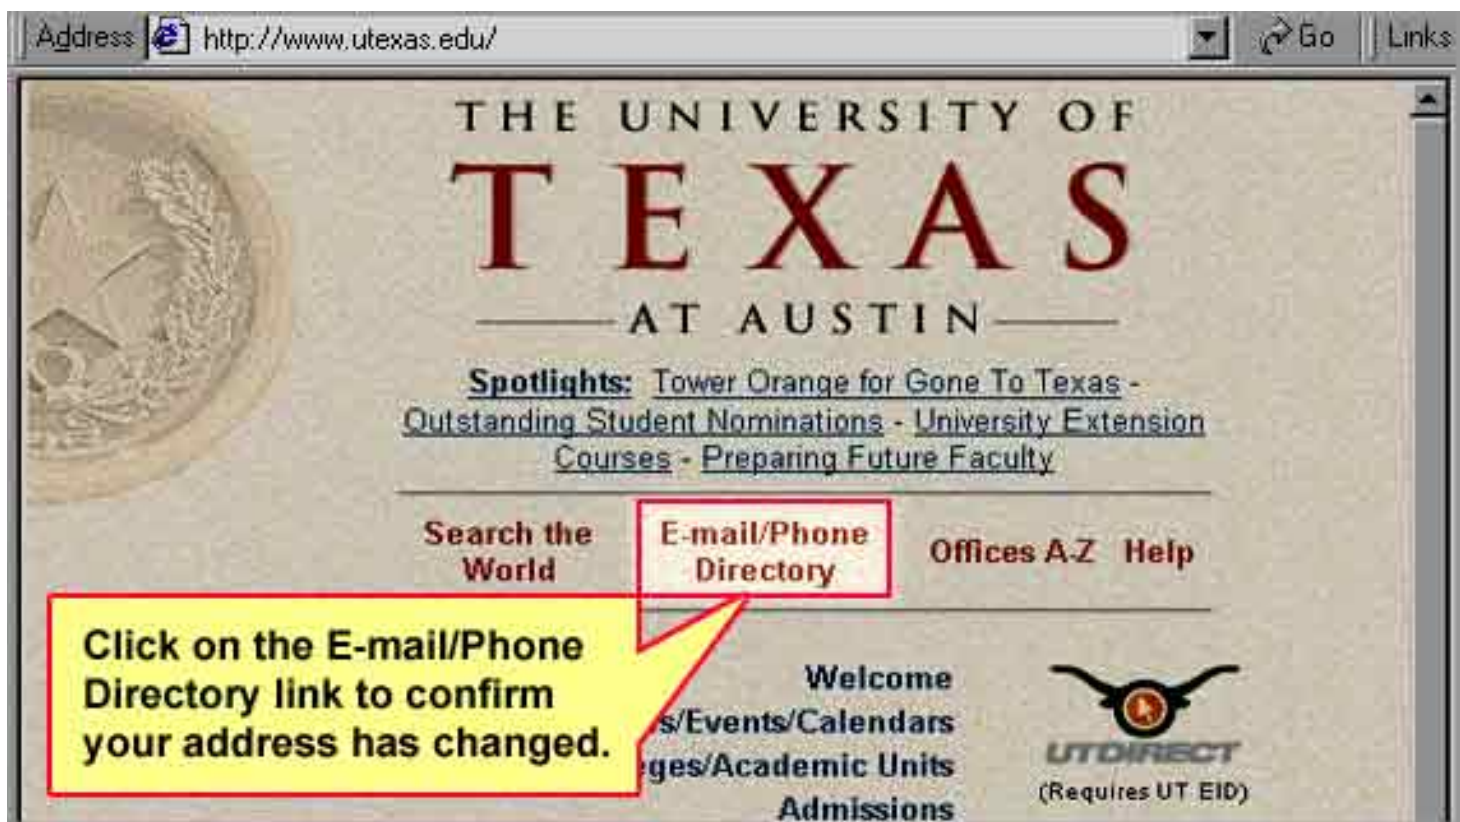 Address http://www.utexas.edu/ Go Links
THE UNIVERSITY OF
TEXAS
AT AUSTIN
Spotlights: Tower Orange for Gone To Texas -
Outstanding Student Nominations - University Extension
Courses - Preparing Future Faculty
Search the
World
E-mail/Phone
Directory
Offices A-Z Help
Click on the E-mail/Phone
Directory link to confirm
your address has changed.
Welcome
s/Events/Calendars
eges/Academic Units
Admissions
UTDIRECT
(Requires UT EID)